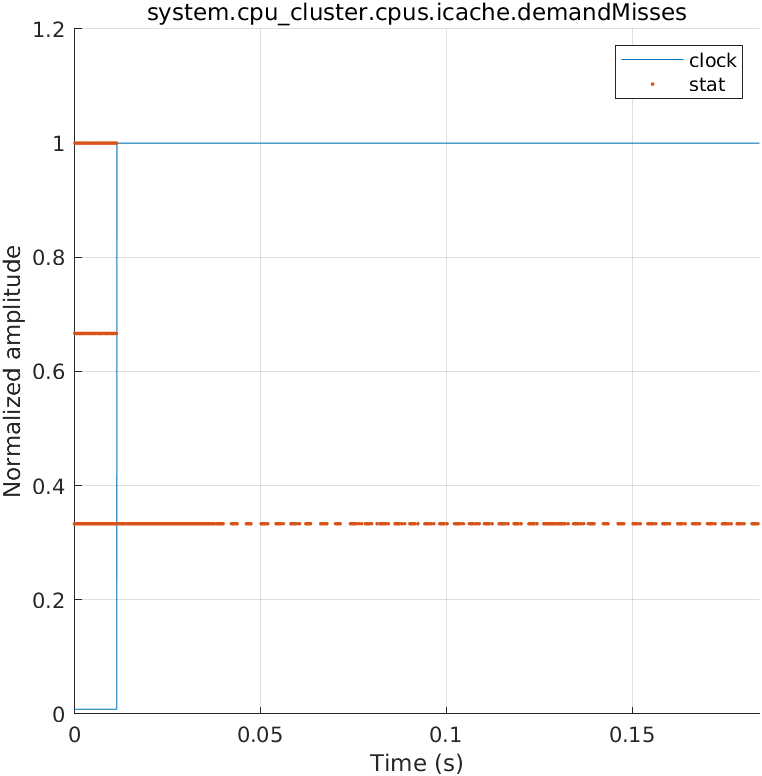 system.cpu_cluster.cpus.icache.demandMisses
1.2
clock
stat
1
0.8
0.6
0.4
0.2
0
Normalized amplitude
0 0.05 0.1 0.15
Time (s)